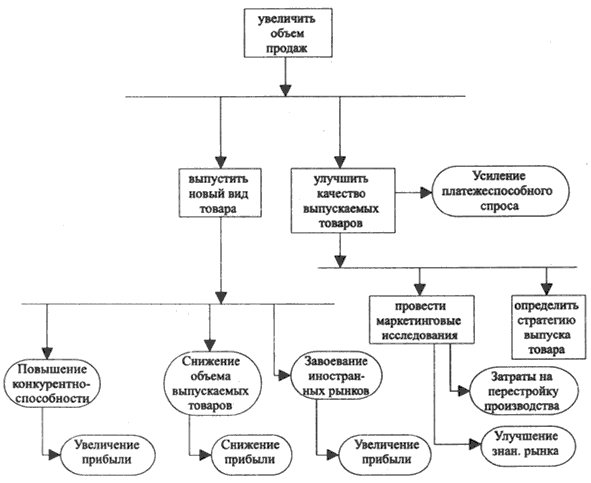 увеличить
объем
продаж
выпустить
новый вид
товара
улучшить
качество
выпускаемых
товаров
Усиление
платежеспособного
спроса
провести
маркетинговые
исследования
определить
стратегию
выпуска
товара
Повышение
конкурентно-
способности
Снижение
объема
выпускаемых
товаров
Завоевание
иностран-
ных рынков
Затраты на
перестройку
производства
Увеличение
прибыли
Снижение
прибыли
Увеличение
прибыли
Улучшение
знан. рынка